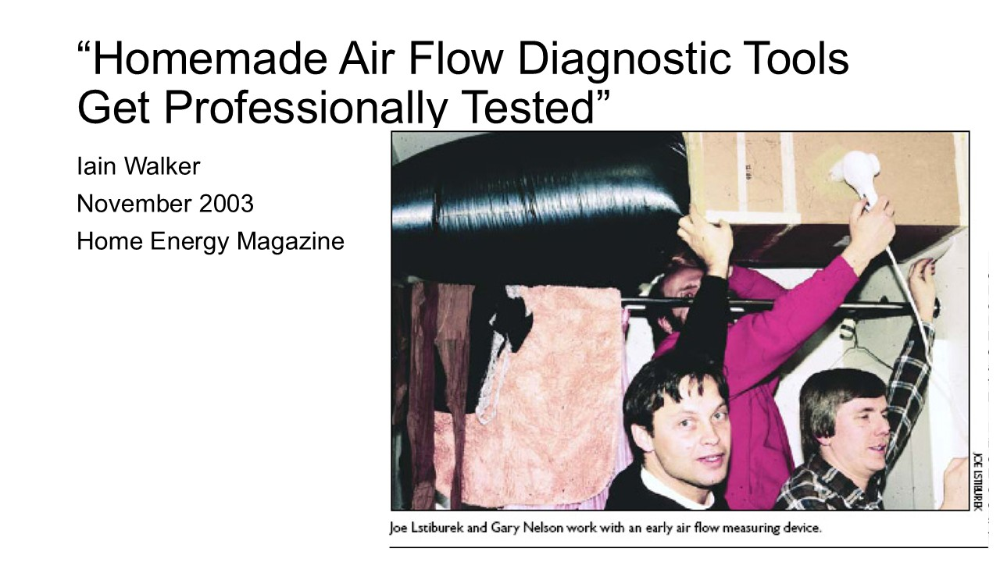 “Homemade Air Flow Diagnostic Tools
Get Professionally Tested”
Iain Walker
November 2003
Home Energy Magazine
JOE LSTIBUREK
Joe Lstiburek and Gary Nelson work with an early air flow measuring device.